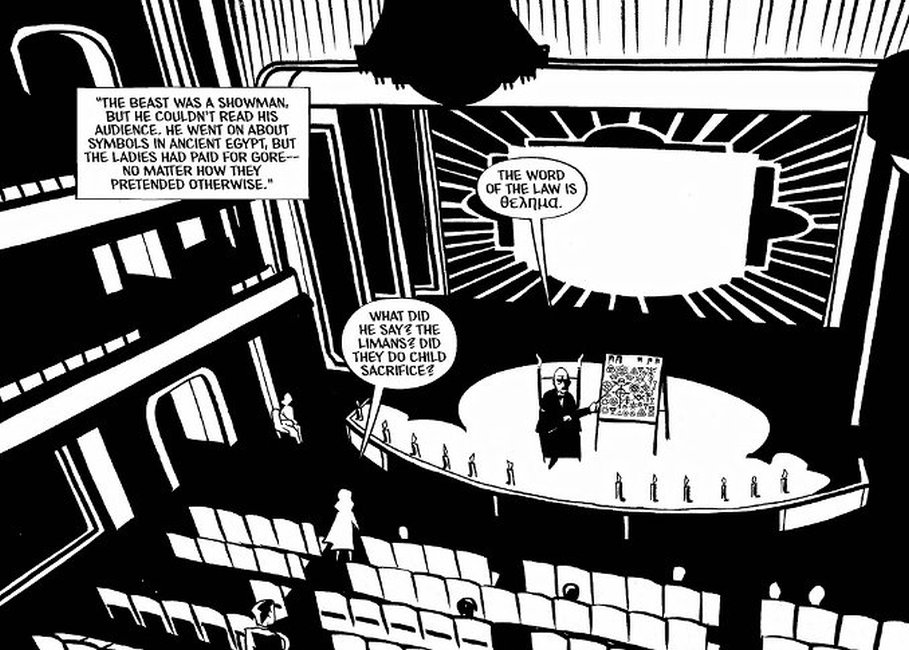 "THE BEAST WAS A SHOWMAN,
BUT HE COULDN'T READ HIS
AUDIENCE. HE WENT ON ABOUT
SYMBOLS IN ANCIENT EGYPT, BUT
THE LADIES HAD PAID FOR GORE--
NO MATTER HOW THEY
PRETENDED OTHERWISE."
THE WORD
OF THE LAW IS
θελημα.
WHAT DID
HE SAY? THE
LIMANS? DID
THEY DO CHILD
SACRIFICE?